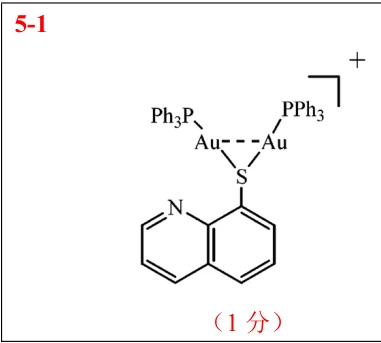 5-1
+
Ph₃P PPh₃
Au Au
S
N
(1 分)